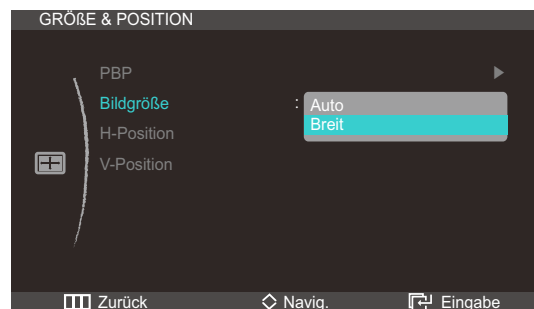 GRÖßE & POSITION
PBP
Bildgröße : Auto
Breit
H-Position
V-Position
Zurück Navig. Eingabe